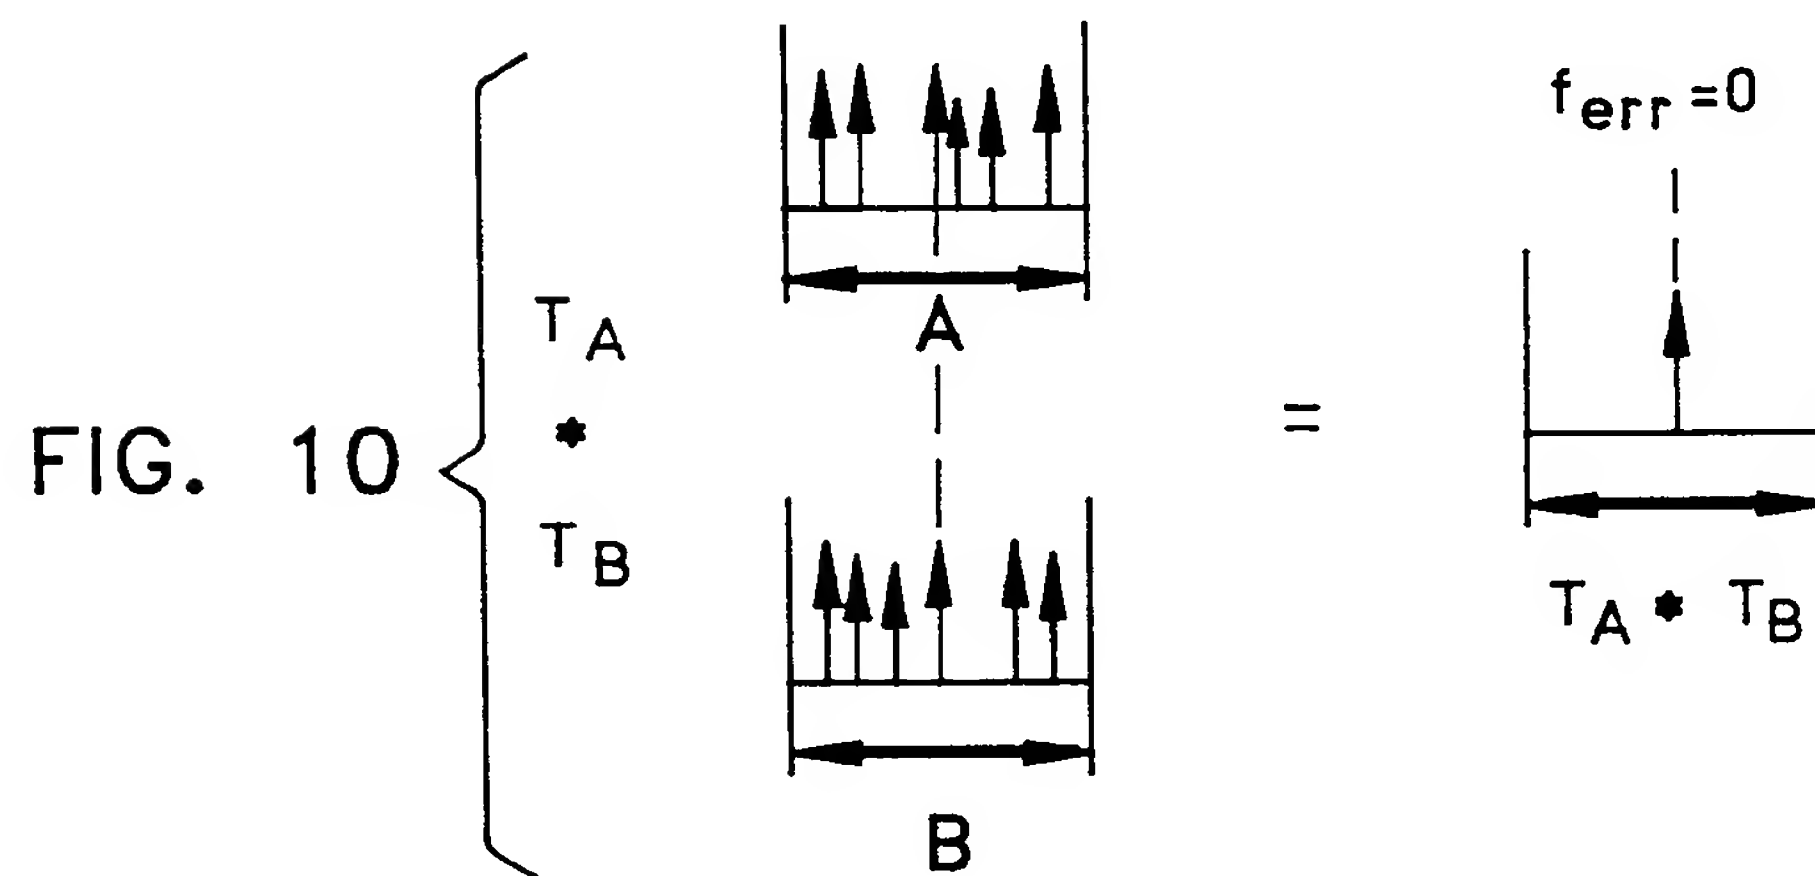 FIG. 10
T_A
*
T_B
A
B
=
f_err = 0
T_A * T_B